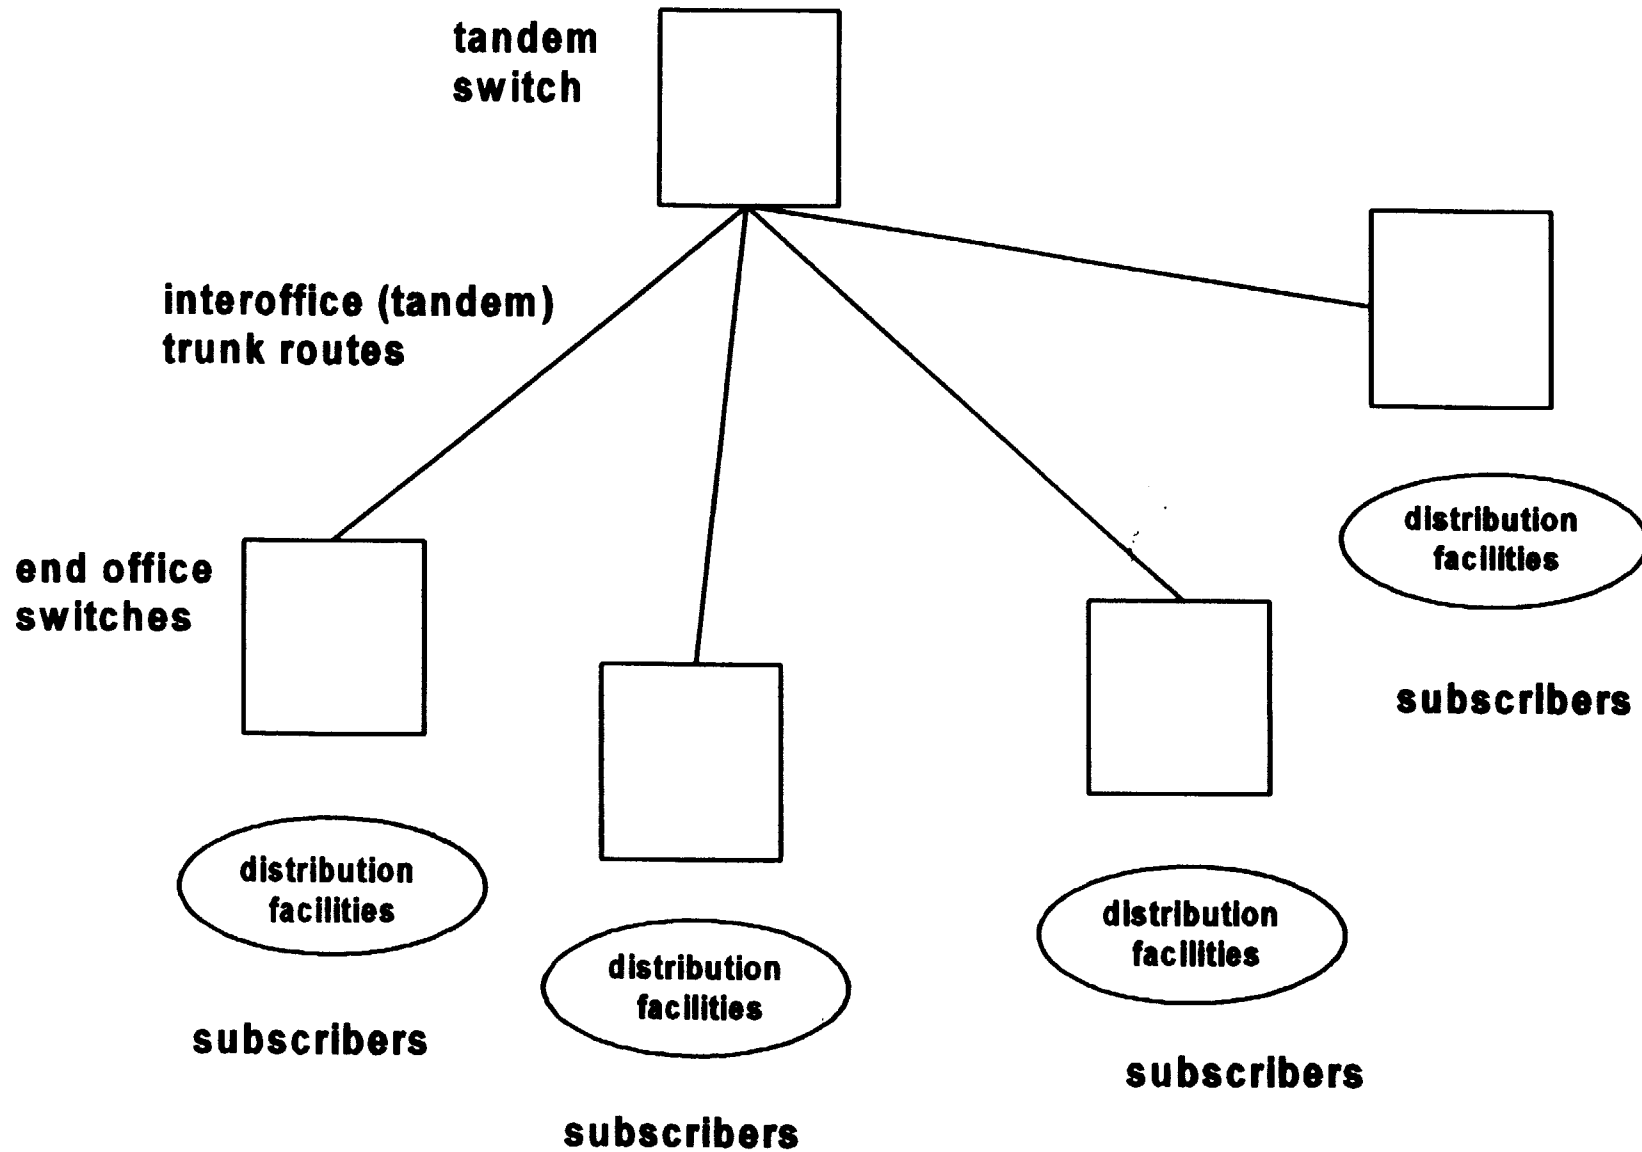 tandem
switch
interoffice (tandem)
trunk routes
end office
switches
distribution
facilities
subscribers
distribution
facilities
subscribers
distribution
facilities
subscribers
distribution
facilities
subscribers